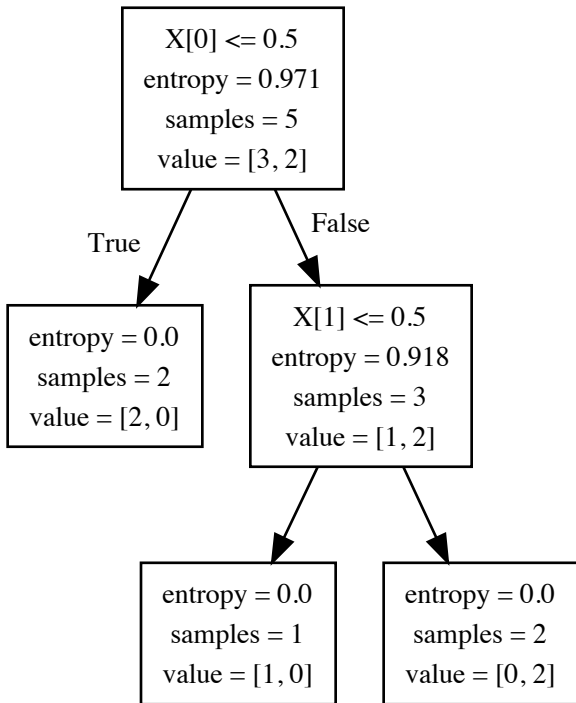 X[0] <= 0.5
entropy = 0.971
samples = 5
value = [3, 2]
True
False
entropy = 0.0
samples = 2
value = [2, 0]
X[1] <= 0.5
entropy = 0.918
samples = 3
value = [1, 2]
entropy = 0.0
samples = 1
value = [1, 0]
entropy = 0.0
samples = 2
value = [0, 2]